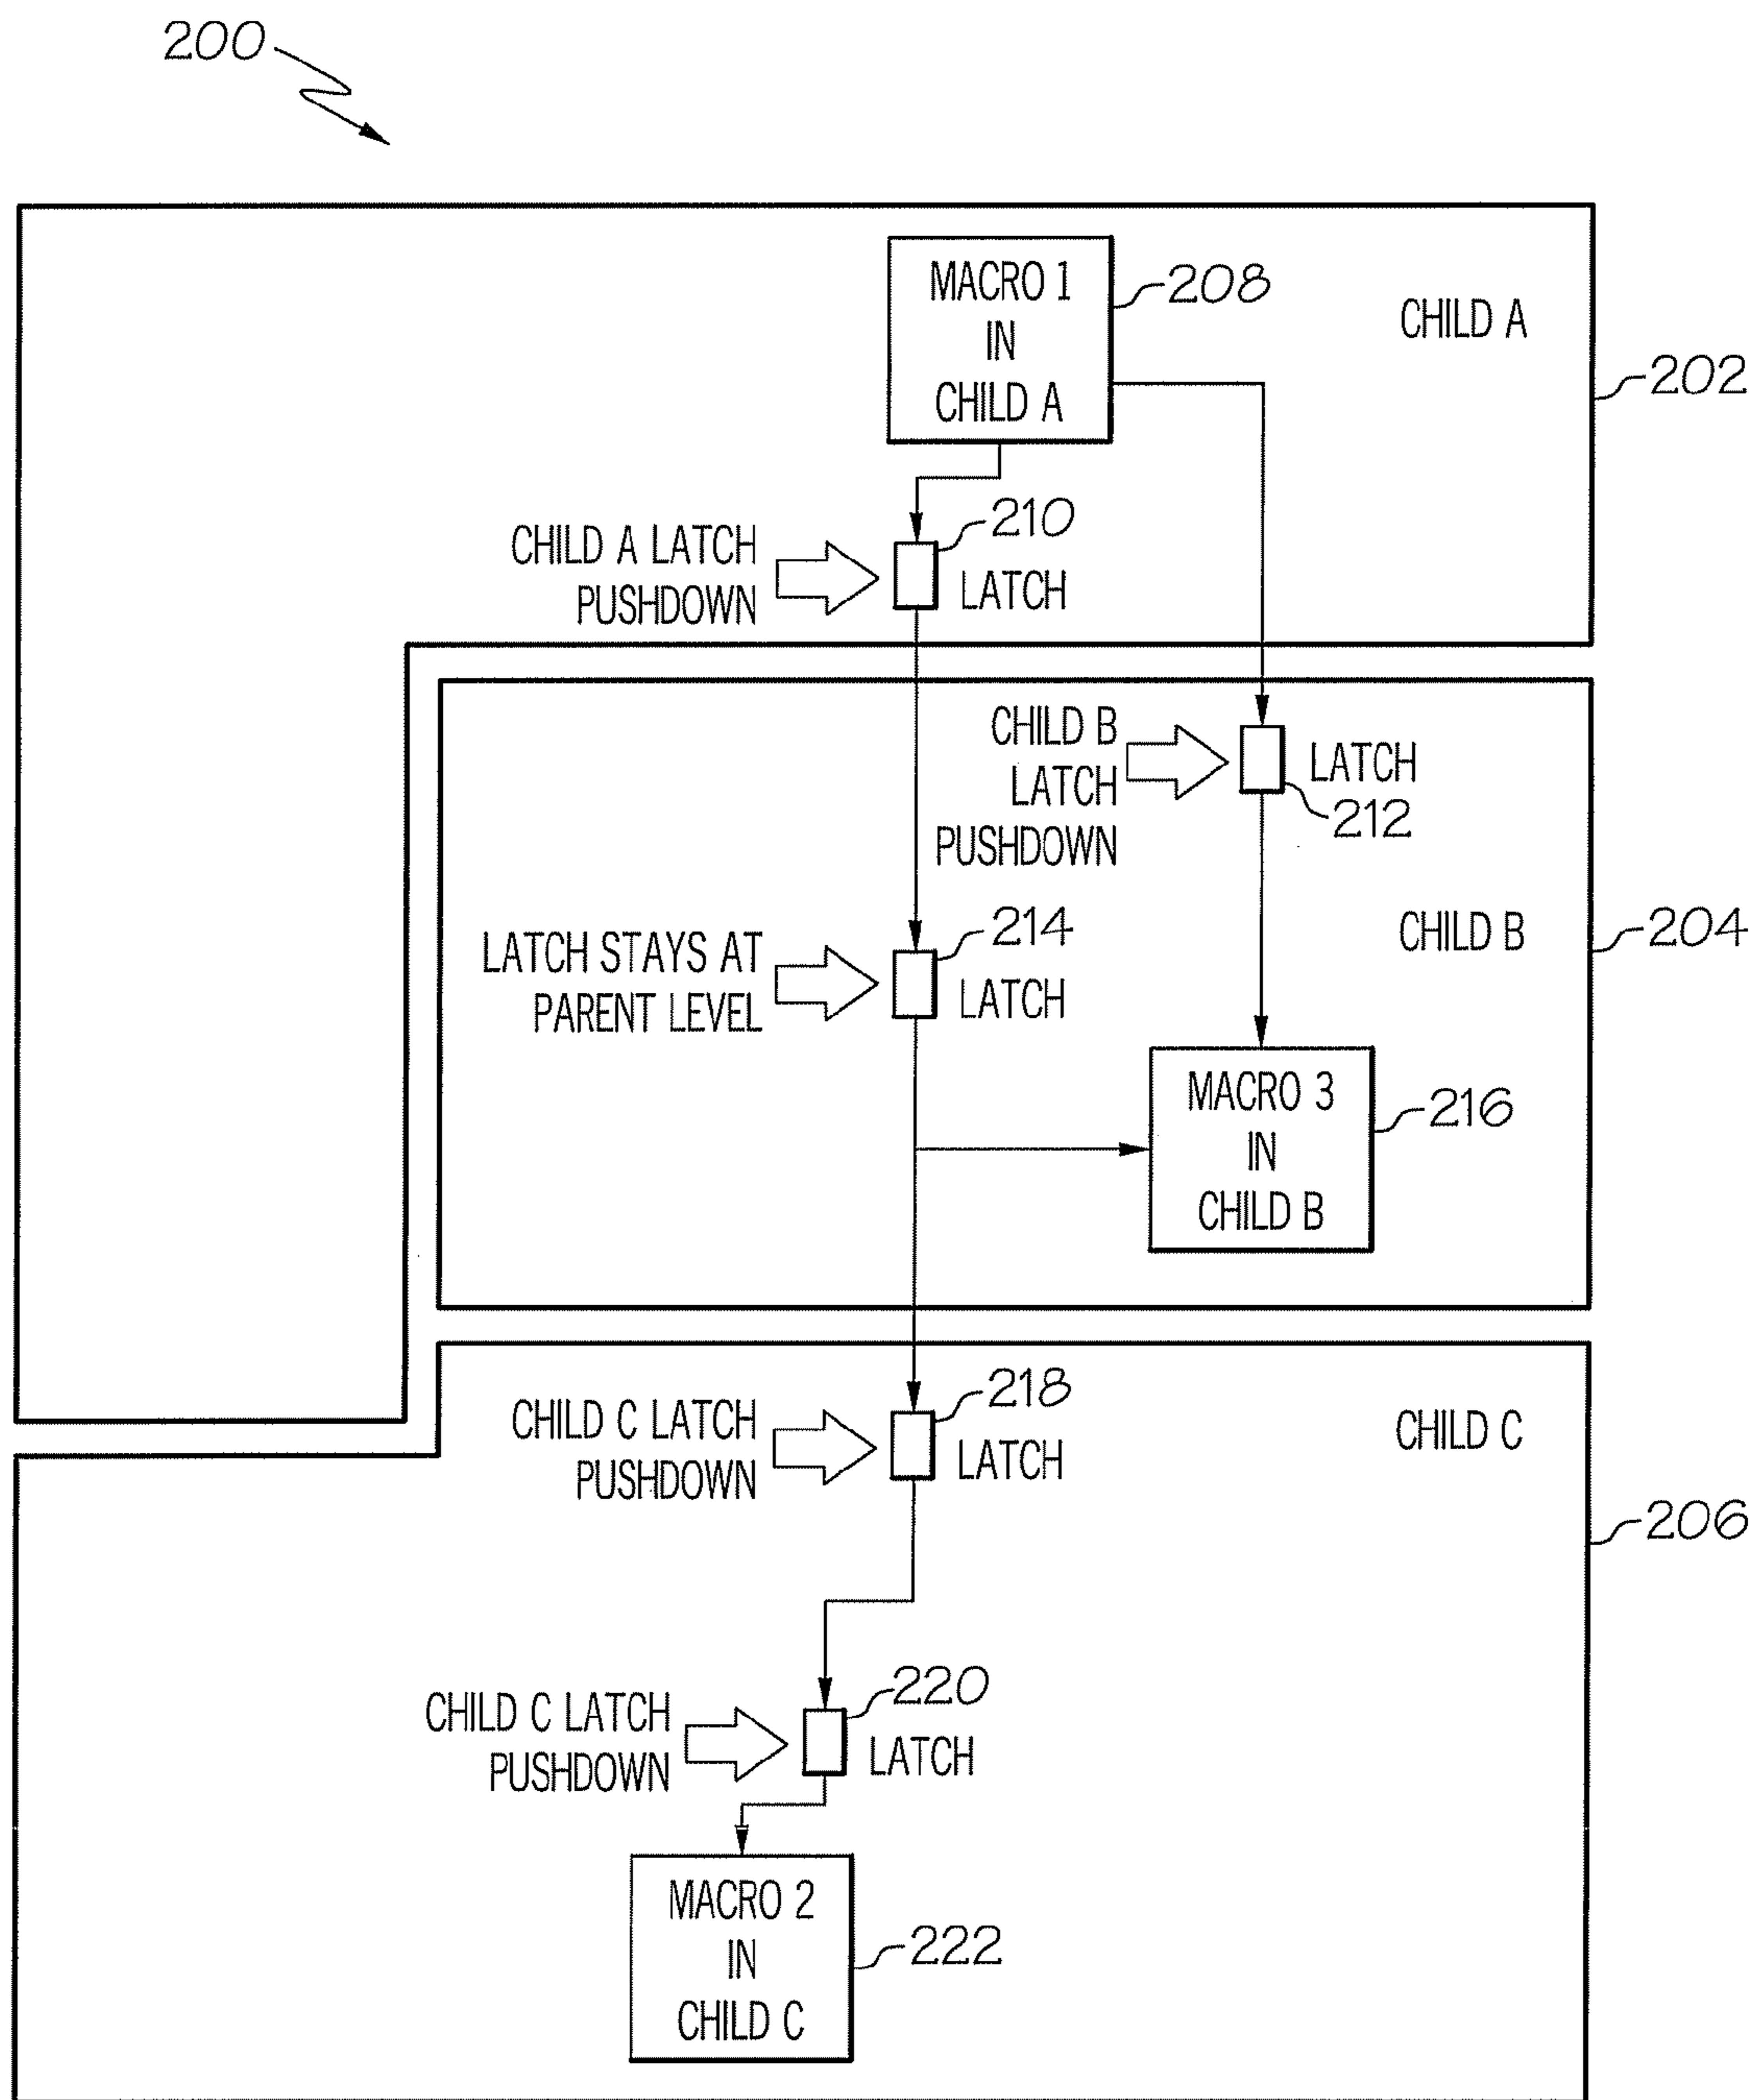 200
MACRO 1
IN
CHILD A
208
CHILD A
202
CHILD A LATCH
PUSHDOWN
210
LATCH
CHILD B
LATCH
PUSHDOWN
LATCH
212
CHILD B
204
LATCH STAYS AT
PARENT LEVEL
214
LATCH
MACRO 3
IN
CHILD B
216
CHILD C LATCH
PUSHDOWN
218
LATCH
CHILD C
206
CHILD C LATCH
PUSHDOWN
220
LATCH
MACRO 2
IN
CHILD C
222